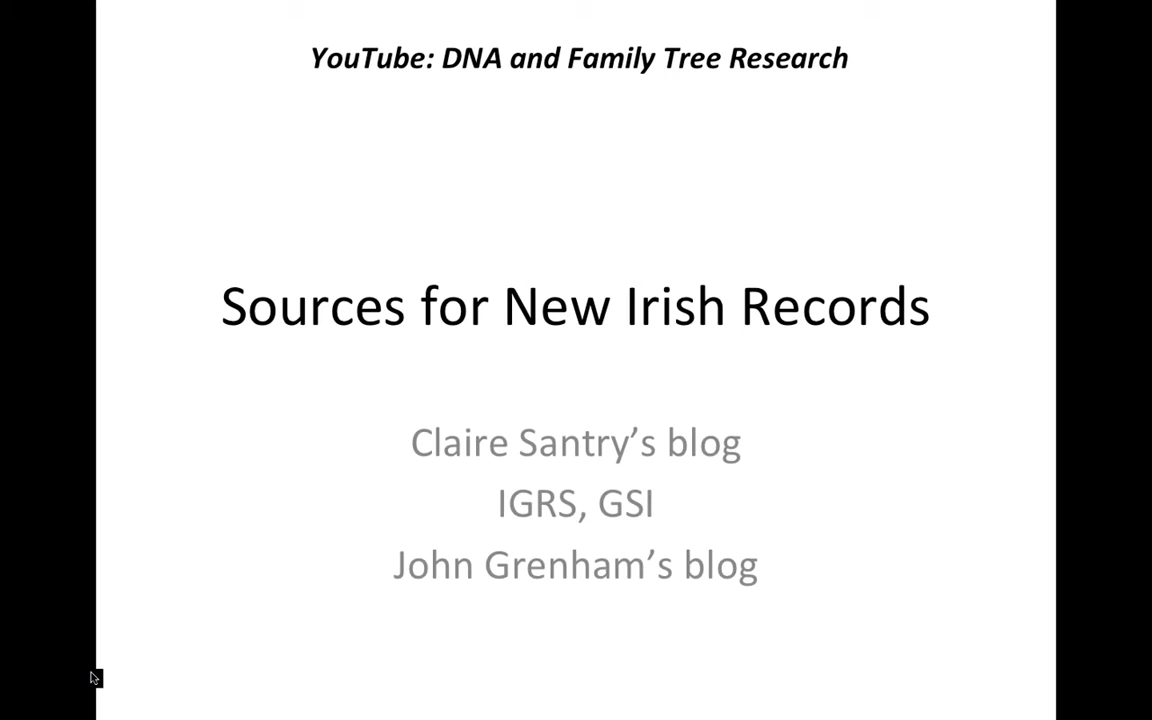 YouTube: DNA and Family Tree Research
Sources for New Irish Records
Claire Santry’s blog
IGRS, GSI
John Grenham’s blog